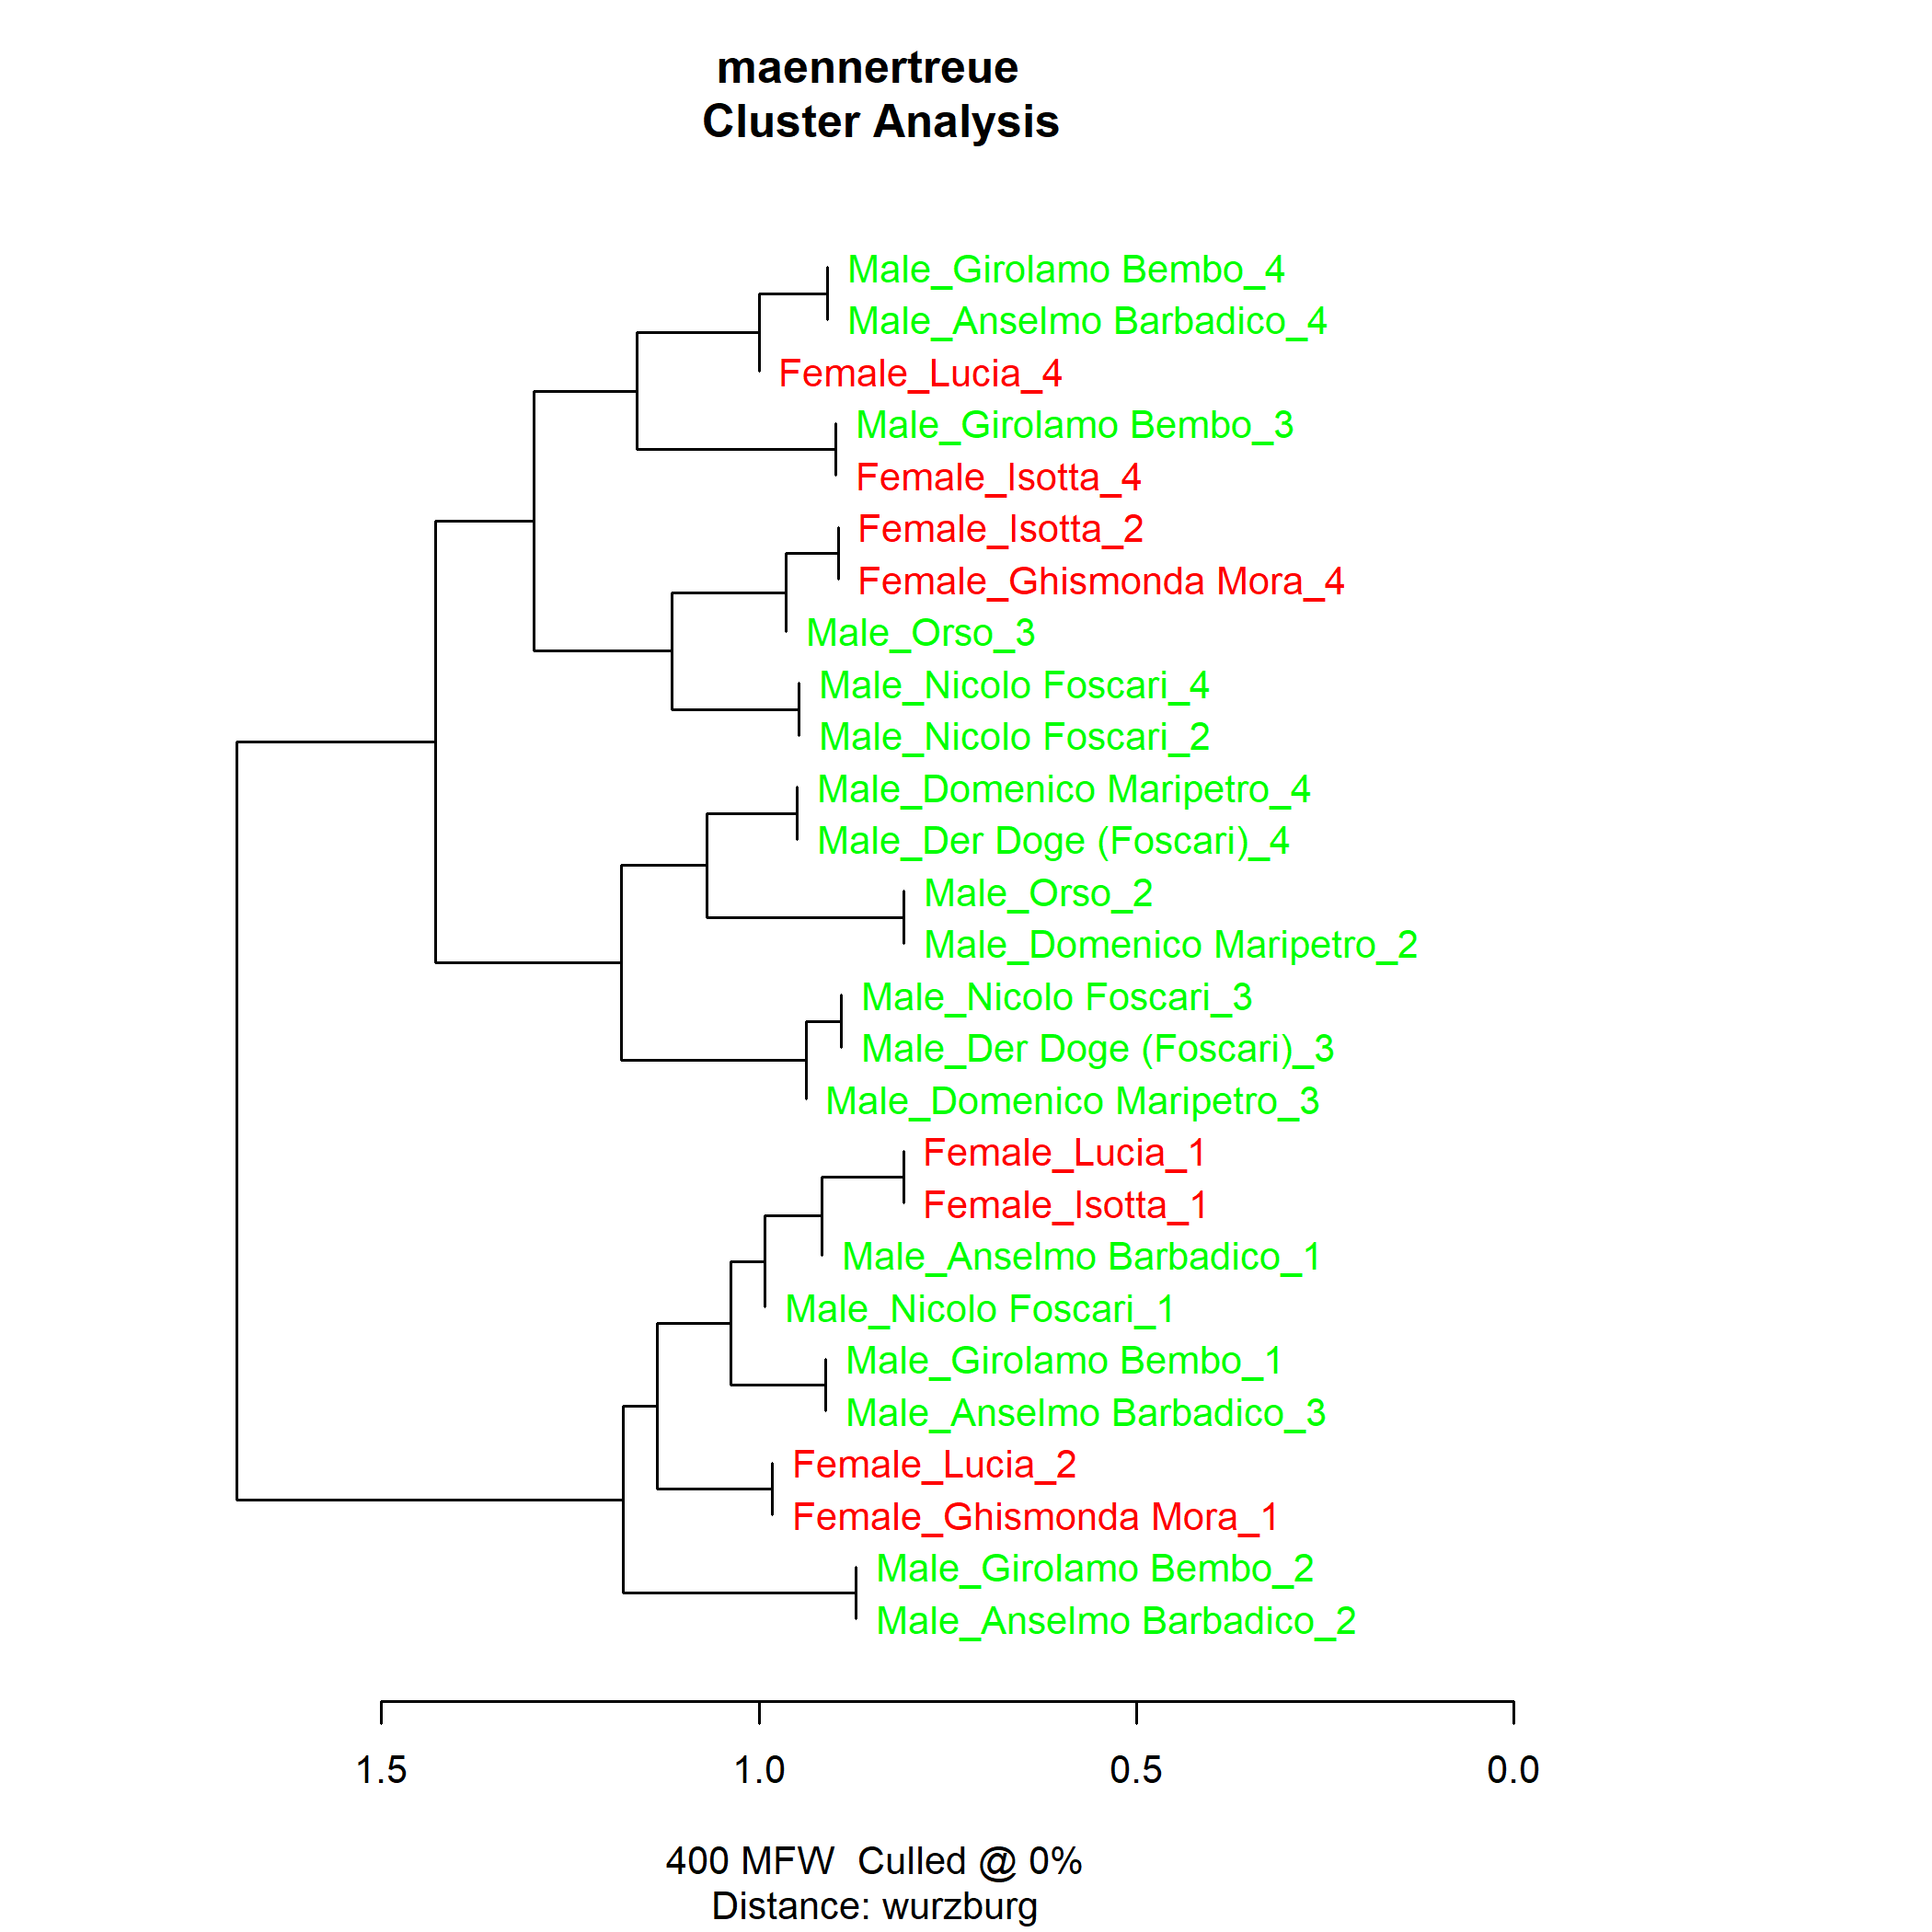 maennertreue
Cluster Analysis
Male_Girolamo Bembo_4
Male_Anselmo Barbadico_4
Female_Lucia_4
Male_Girolamo Bembo_3
Female_Isotta_4
Female_Isotta_2
Female_Ghismonda Mora_4
Male_Orso_3
Male_Nicolo Foscari_4
Male_Nicolo Foscari_2
Male_Domenico Maripetro_4
Male_Der Doge (Foscari)_4
Male_Orso_2
Male_Domenico Maripetro_2
Male_Nicolo Foscari_3
Male_Der Doge (Foscari)_3
Male_Domenico Maripetro_3
Female_Lucia_1
Female_Isotta_1
Male_Anselmo Barbadico_1
Male_Nicolo Foscari_1
Male_Girolamo Bembo_1
Male_Anselmo Barbadico_3
Female_Lucia_2
Female_Ghismonda Mora_1
Male_Girolamo Bembo_2
Male_Anselmo Barbadico_2
1.5 1.0 0.5 0.0
400 MFW  Culled @ 0%
Distance: wurzburg